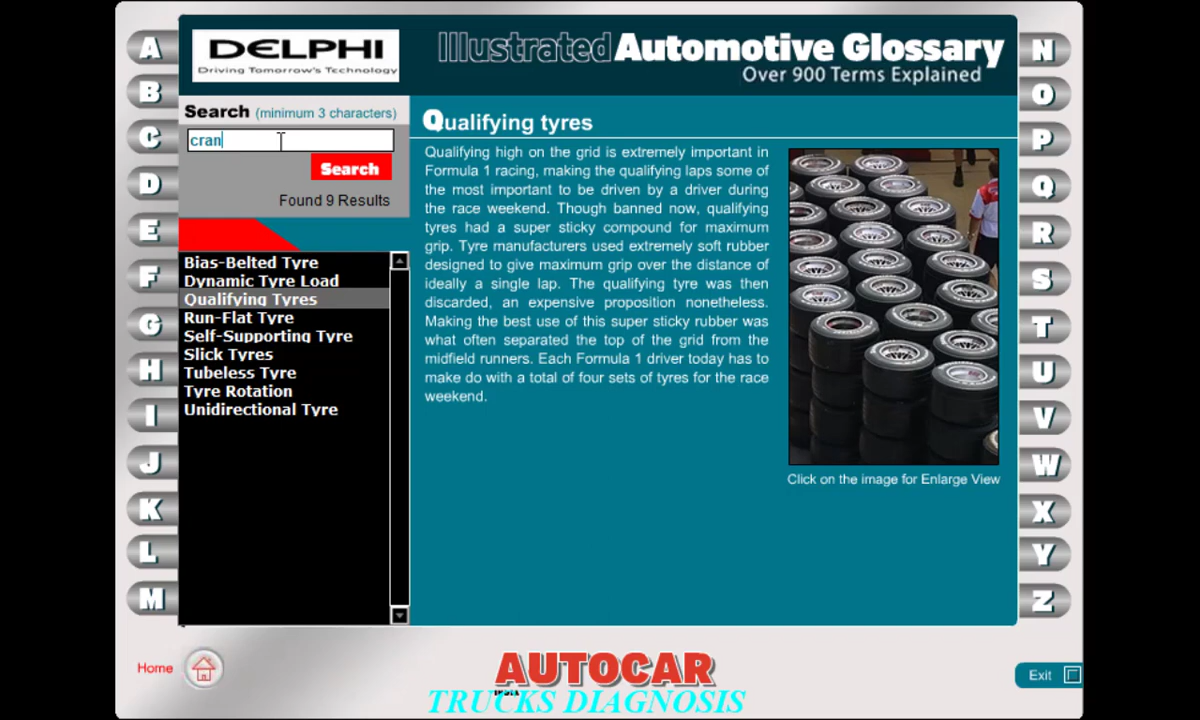 A
B
C
D
E
F
G
H
I
J
K
L
M
DELPHI
Driving Tomorrow's Technology
Illustrated Automotive Glossary
Over 900 Terms Explained
Search (minimum 3 characters)
cran
Search
Found 9 Results
Bias-Belted Tyre
Dynamic Tyre Load
Qualifying Tyres
Run-Flat Tyre
Self-Supporting Tyre
Slick Tyres
Tubeless Tyre
Tyre Rotation
Unidirectional Tyre
Qualifying tyres
Qualifying high on the grid is extremely important in
Formula 1 racing, making the qualifying laps some of
the most important to be driven by a driver during
the race weekend. Though banned now, qualifying
tyres had a super sticky compound for maximum
grip. Tyre manufacturers used extremely soft rubber
designed to give maximum grip over the distance of
ideally a single lap. The qualifying tyre was then
discarded, an expensive proposition nonetheless.
Making the best use of this super sticky rubber was
what often separated the top of the grid from the
midfield runners. Each Formula 1 driver today has to
make do with a total of four sets of tyres for the race
weekend.
Click on the image for Enlarge View
N
O
P
Q
R
S
T
U
V
W
X
Y
Z
Home
AUTOCAR
INDIA
TRUCKS DIAGNOSIS
Exit